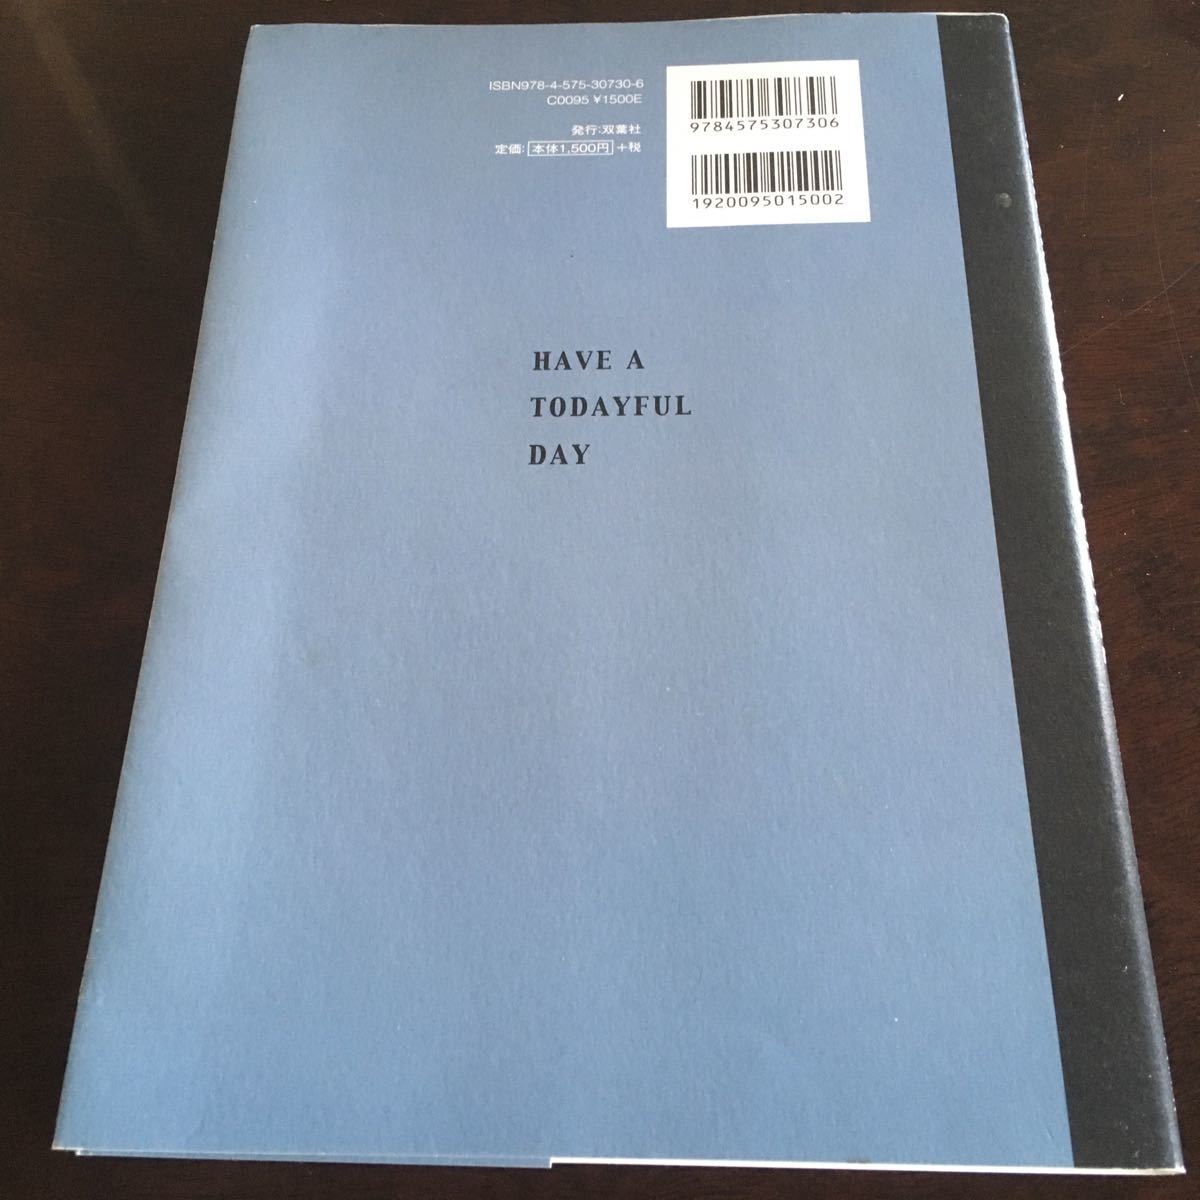 ISBN978-4-575-30730-6
C0095 ¥1500E
発行:双葉社
定価: 本体1,500円 +税
9784575307306
1920095015002
HAVE A
TODAYFUL
DAY